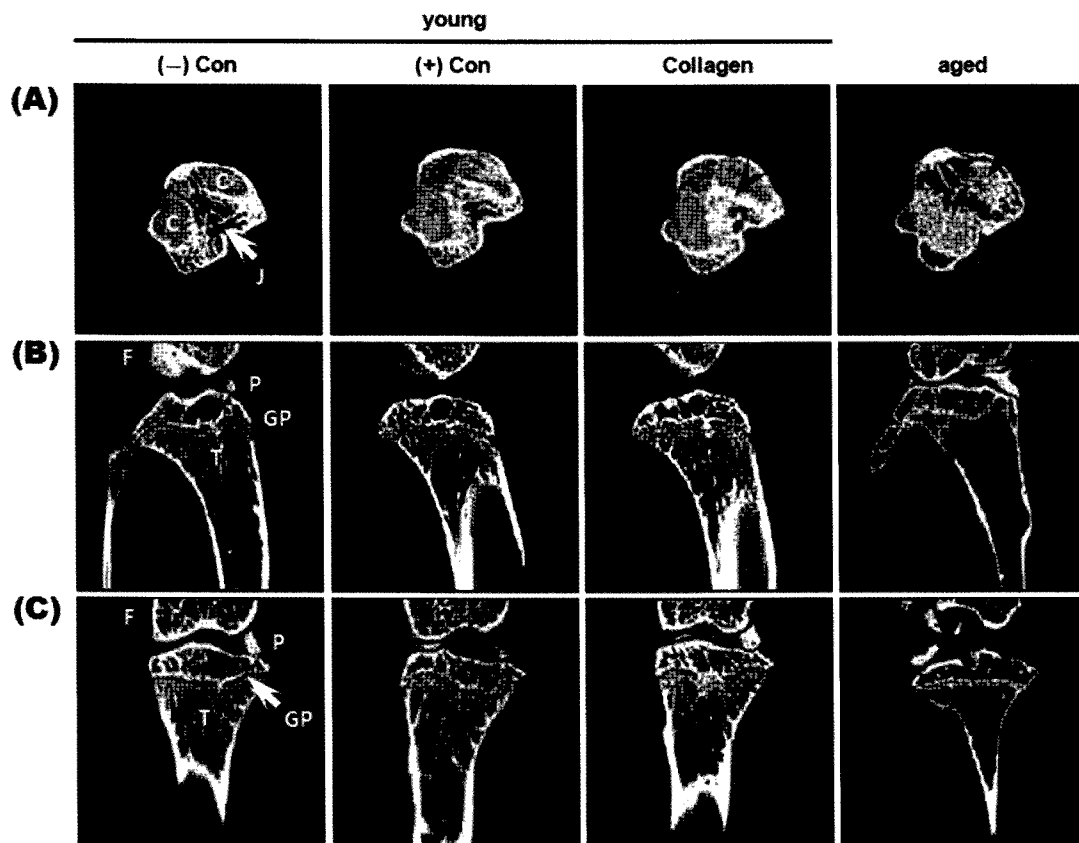 young
(—) Con (+) Con Collagen aged
(A)
C
C
J
(B)
F
P
GP
T
(C)
F
P
T
GP